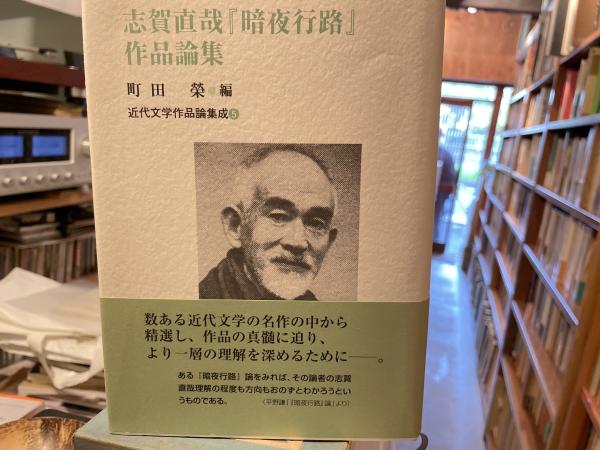 志賀直哉『暗夜行路』
作品論集
町田　榮　編
近代文学作品論集成5
数ある近代文学の名作の中から
精選し、作品の真髄に迫り、
より一層の理解を深めるために――。
ある『暗夜行路』論をみれば、その論者の志賀
直哉理解の程度も方向もおのずとわかろうとい
うものである。
〈平野謙「『暗夜行路』論」より〉